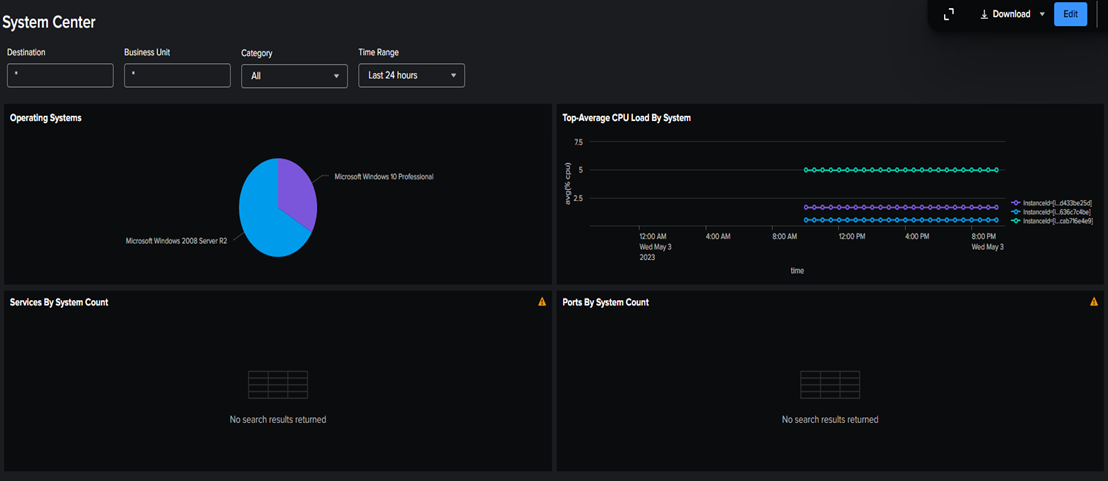 System Center
Download
Edit
Destination
Business Unit
Category
Time Range
*
*
All
Last 24 hours
Operating Systems
Microsoft Windows 10 Professional
Microsoft Windows 2008 Server R2
Top-Average CPU Load By System
avg(% cpu)
7.5
5
2.5
12:00 AM
Wed May 3
2023
4:00 AM
8:00 AM
12:00 PM
4:00 PM
8:00 PM
Wed May 3
time
InstanceId=[i...d433be25d]
InstanceId=[i...636c7c4be]
InstanceId=[i...cab716e4e9]
Services By System Count
No search results returned
Ports By System Count
No search results returned